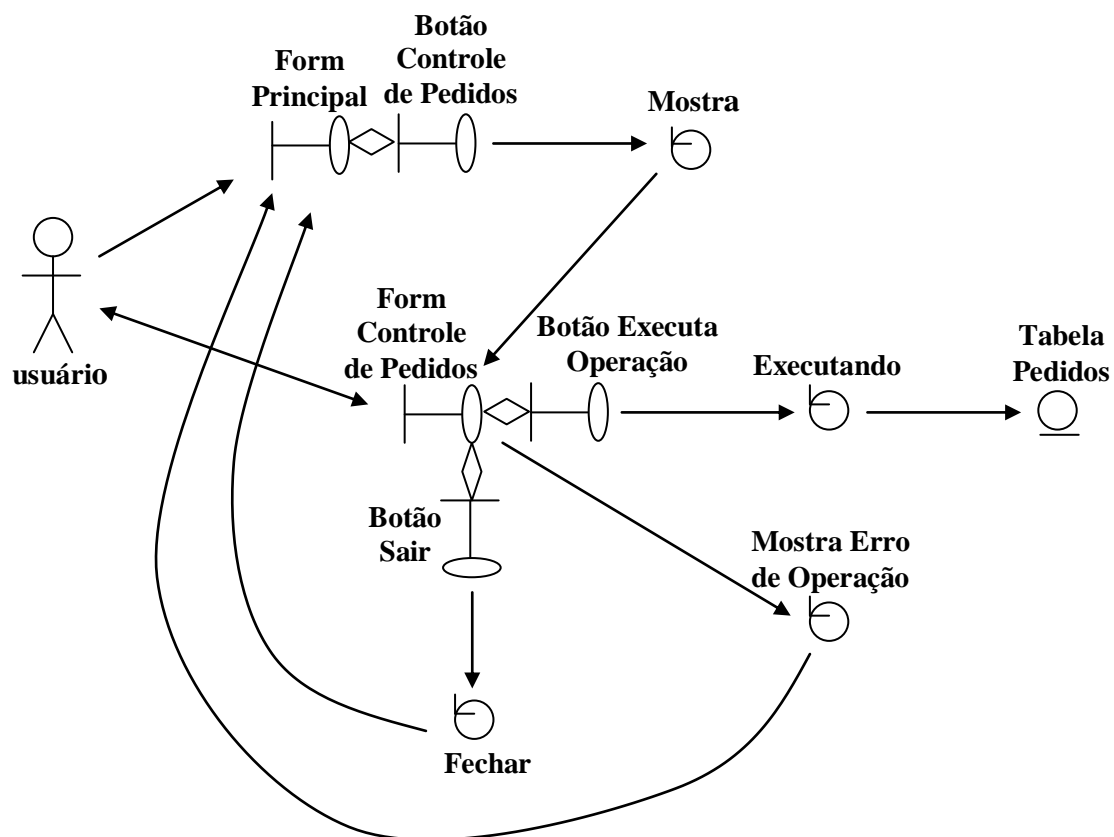 Form
Principal
Botão
Controle
de Pedidos
Mostra
usuário
Form
Controle
de Pedidos
Botão Executa
Operação
Executando
Tabela
Pedidos
Botão
Sair
Mostra Erro
de Operação
Fechar